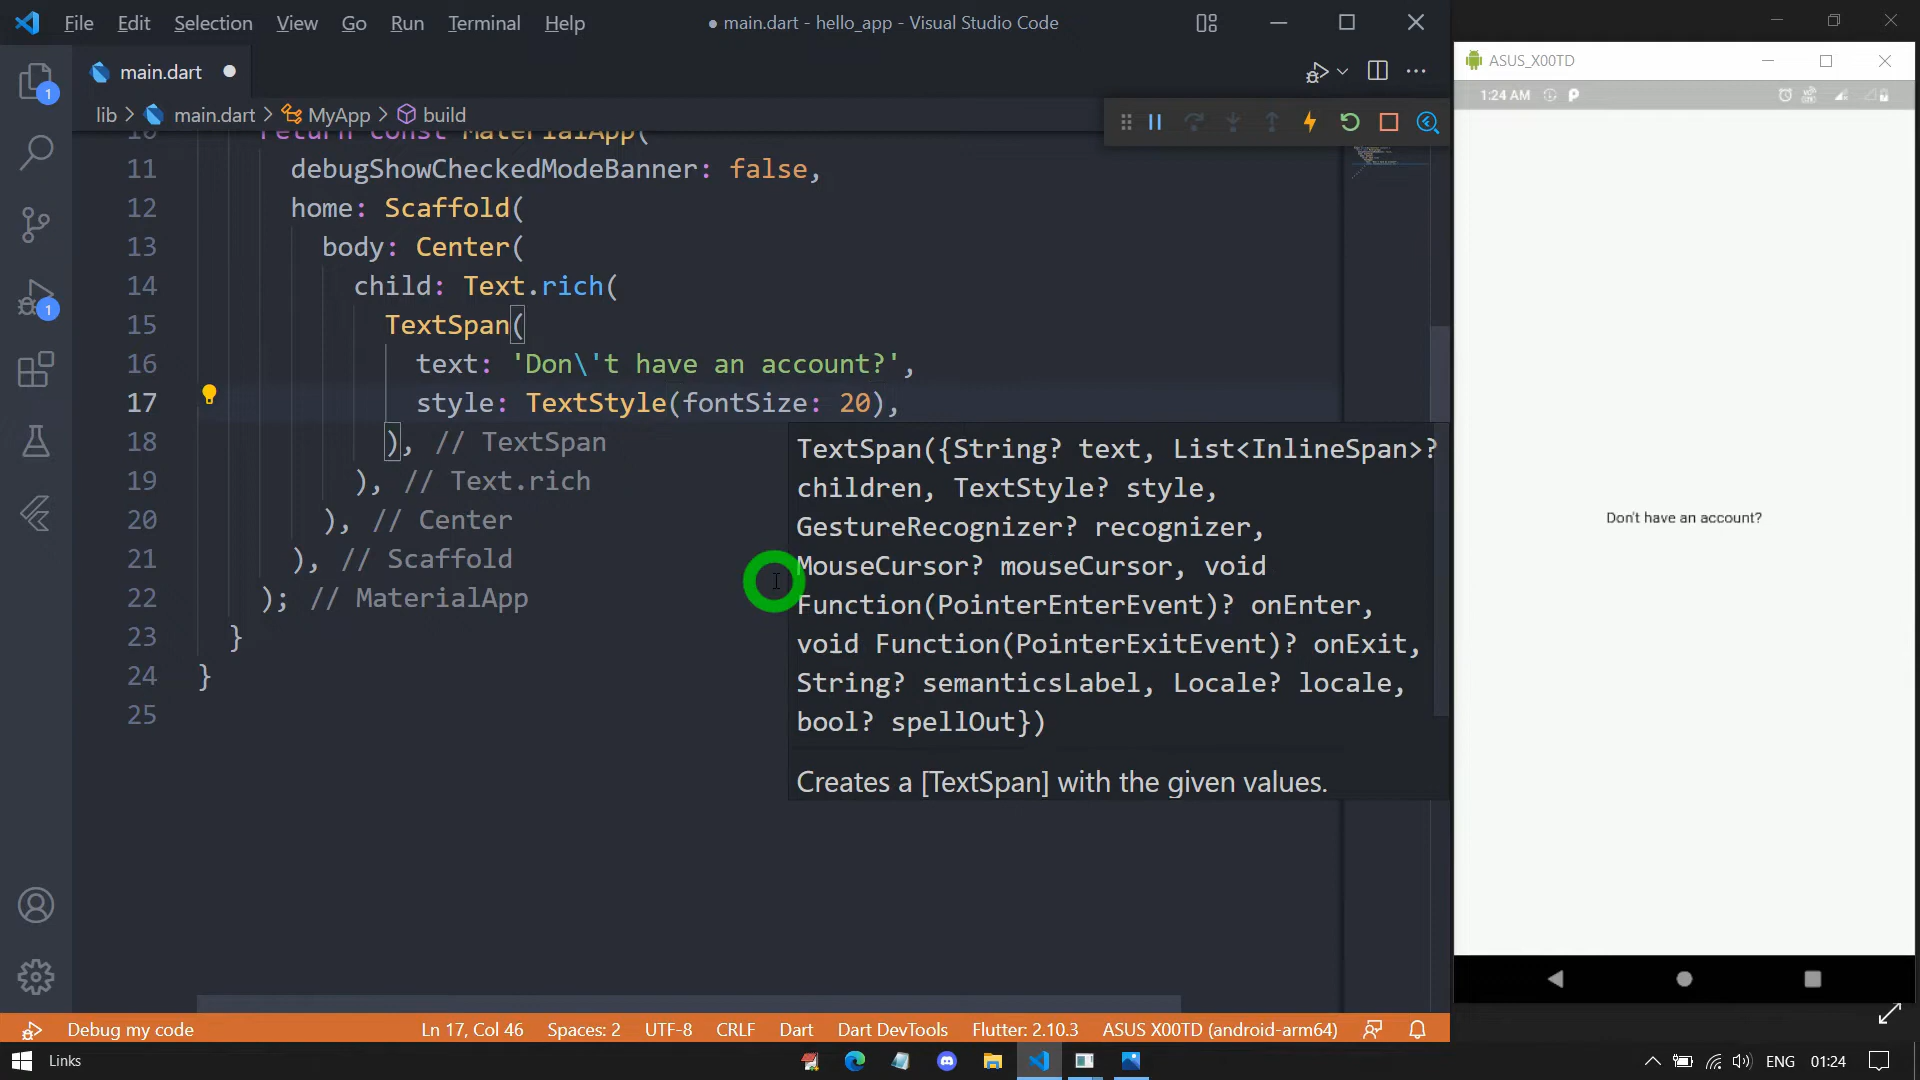 File Edit Selection View Go Run Terminal Help
● main.dart - hello_app - Visual Studio Code
main.dart
lib > main.dart > MyApp > build
10 return const MaterialApp(
11 debugShowCheckedModeBanner: false,
12 home: Scaffold(
13 body: Center(
14 child: Text.rich(
15 TextSpan(
16 text: 'Don\'t have an account?',
17 style: TextStyle(fontSize: 20),
18 ), // TextSpan
19 ), // Text.rich
20 ), // Center
21 ), // Scaffold
22 ); // MaterialApp
23 }
24 }
25
TextSpan({String? text, List<InlineSpan>?
children, TextStyle? style,
GestureRecognizer? recognizer,
MouseCursor? mouseCursor, void
Function(PointerEnterEvent)? onEnter,
void Function(PointerExitEvent)? onExit,
String? semanticsLabel, Locale? locale,
bool? spellOut})
Creates a [TextSpan] with the given values.
1
1
ASUS_X00TD
1:24 AM
Don't have an account?
Debug my code
Ln 17, Col 46 Spaces: 2 UTF-8 CRLF Dart Dart DevTools Flutter: 2.10.3 ASUS X00TD (android-arm64)
Links
ENG 01:24